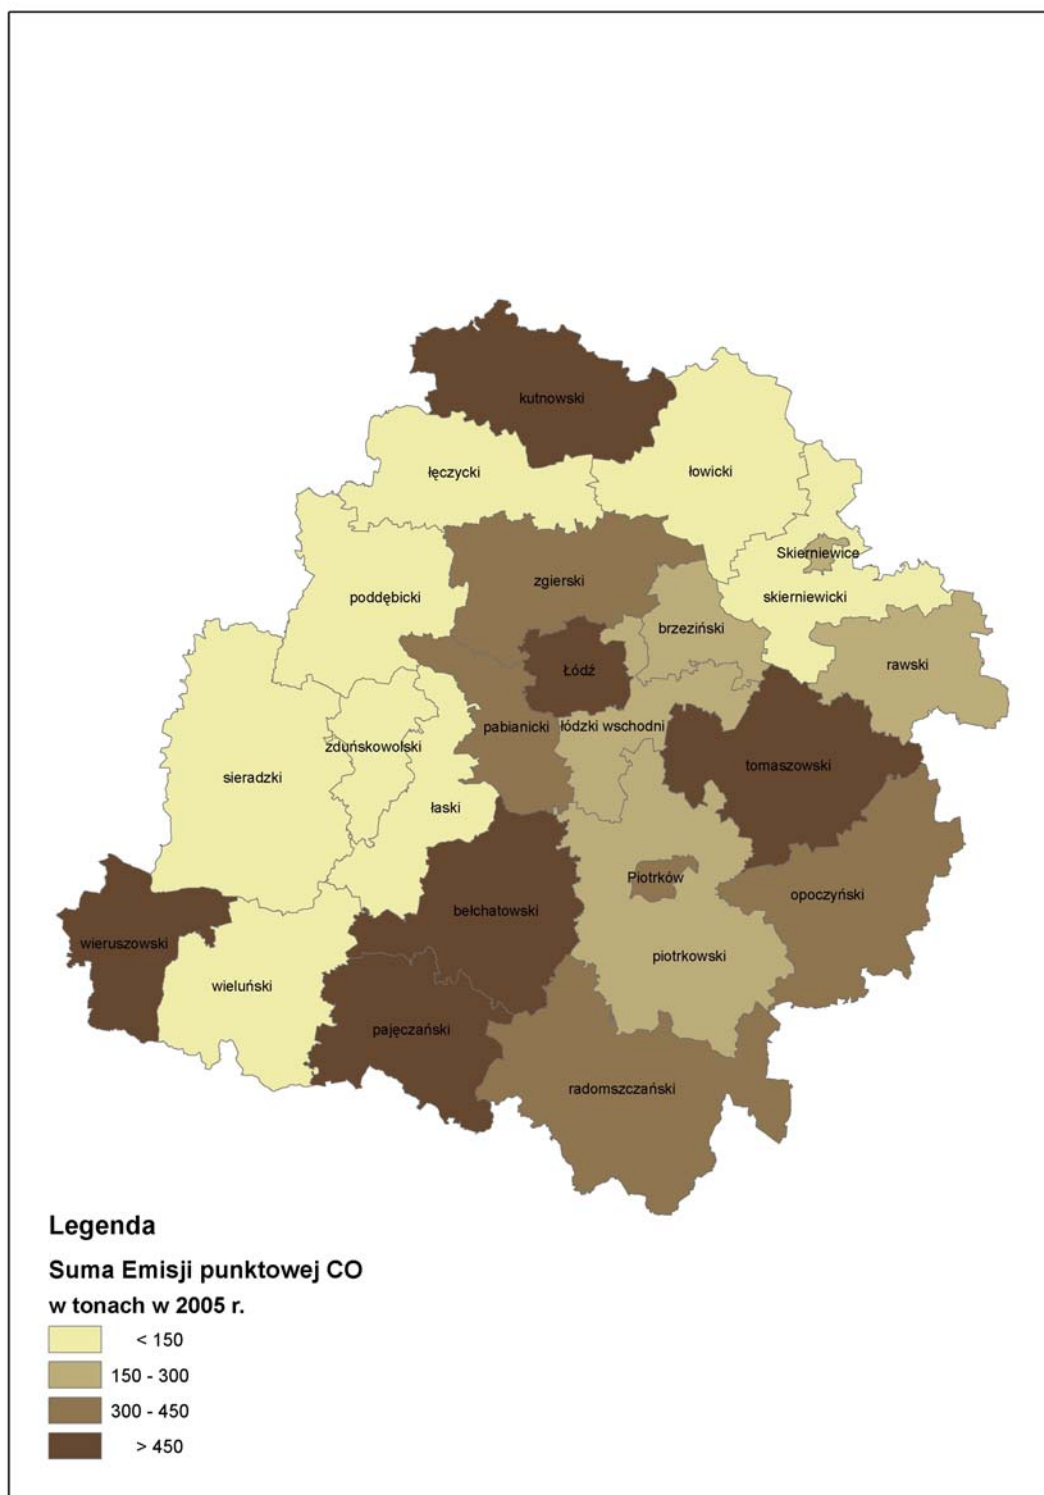 kutnowski
łęczycki
łowicki
Skierniewice
zgierski
poddębicki
skierniewicki
brzeziński
rawski
Łódź
pabianicki
łódzki wschodni
zduńskowolski
sieradzki
tomaszowski
łaski
Piotrków
opoczyński
bełchatowski
wieruszowski
piotrkowski
wieluński
pajęczański
radomszczański
Legenda
Suma Emisji punktowej CO
w tonach w 2005 r.
< 150
150 - 300
300 - 450
> 450